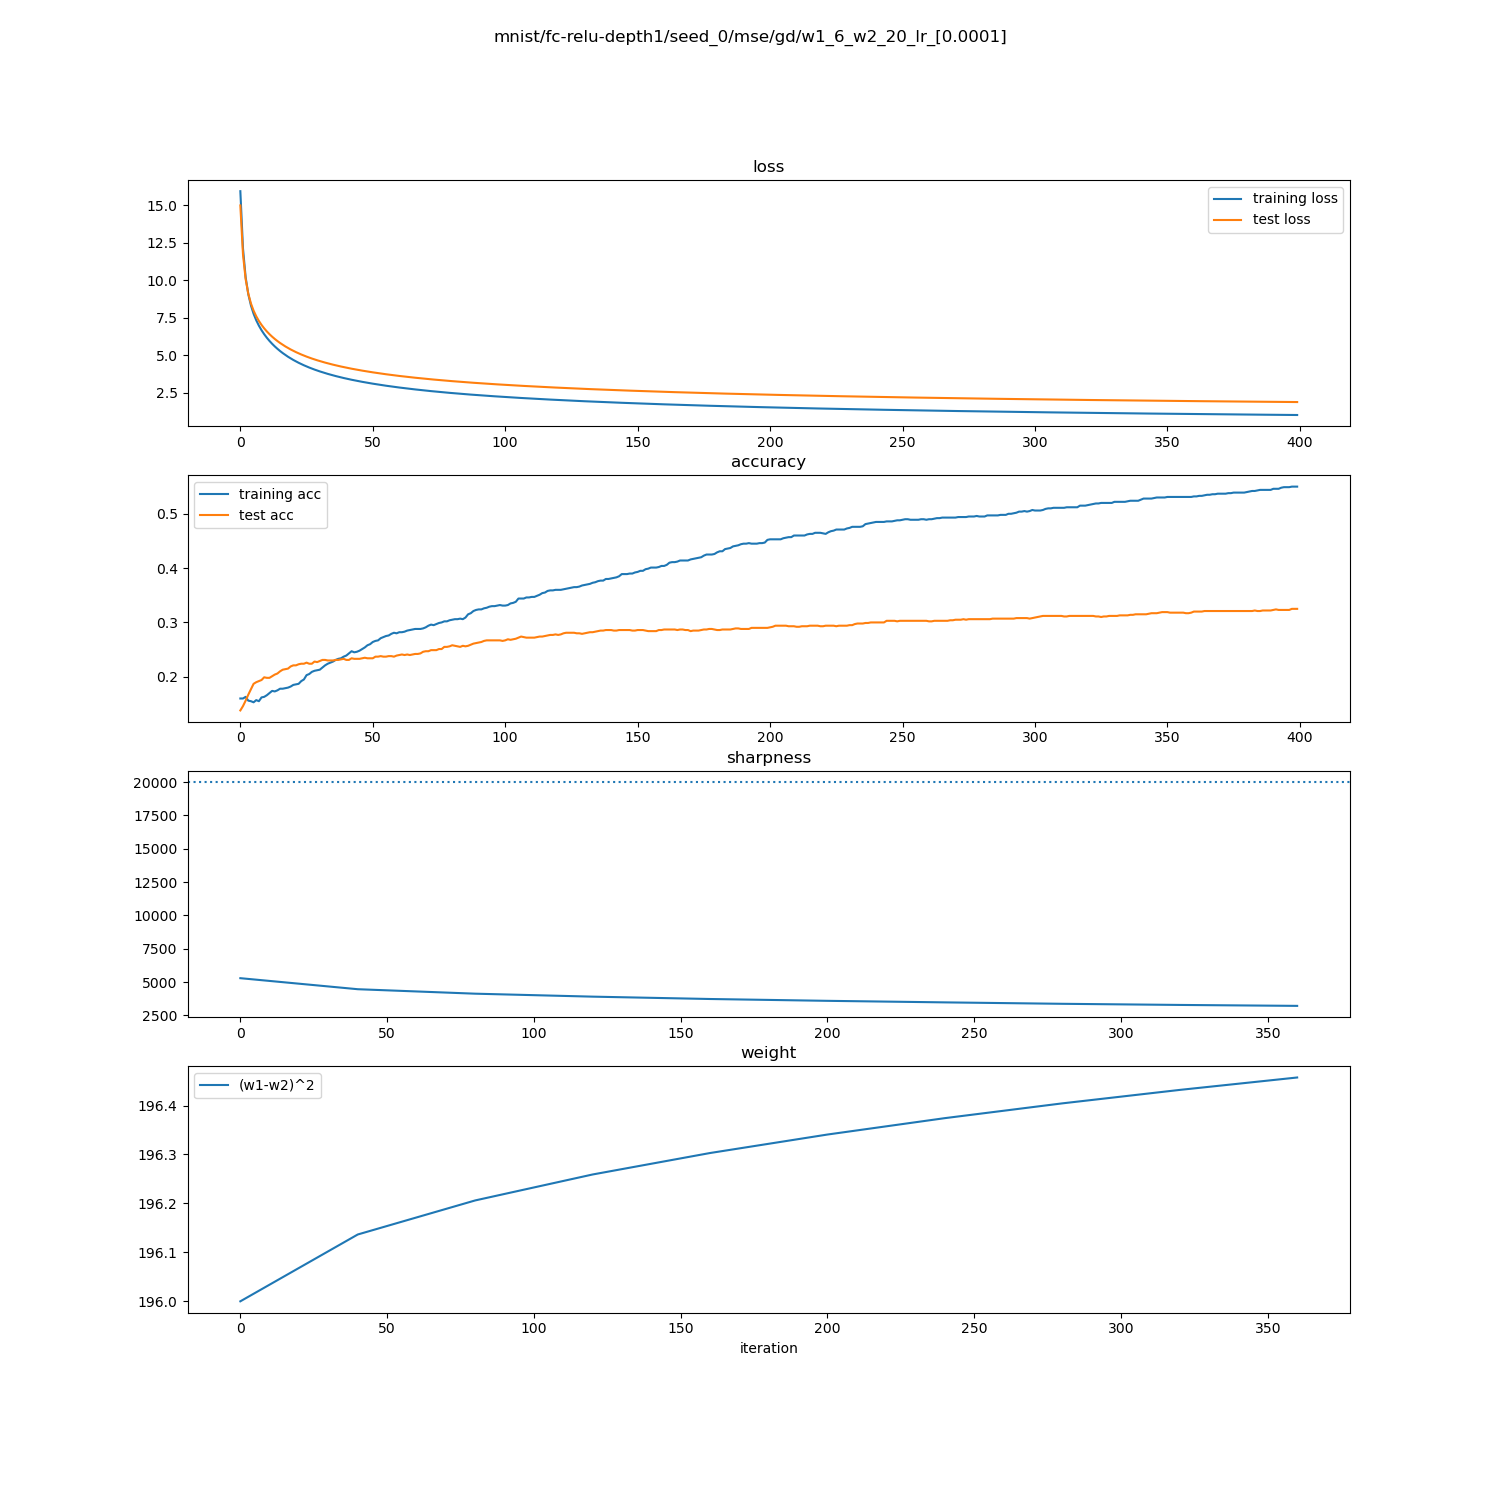 mnist/fc-relu-depth1/seed_0/mse/gd/w1_6_w2_20_lr_[0.0001]
loss
15.0
12.5
10.0
7.5
5.0
2.5
training loss
test loss
0 50 100 150 200 250 300 350 400
accuracy
0.5
0.4
0.3
0.2
training acc
test acc
0 50 100 150 200 250 300 350 400
sharpness
20000
17500
15000
12500
10000
7500
5000
2500
0 50 100 150 200 250 300 350
weight
196.4
196.3
196.2
196.1
196.0
(w1-w2)^2
0 50 100 150 200 250 300 350
iteration